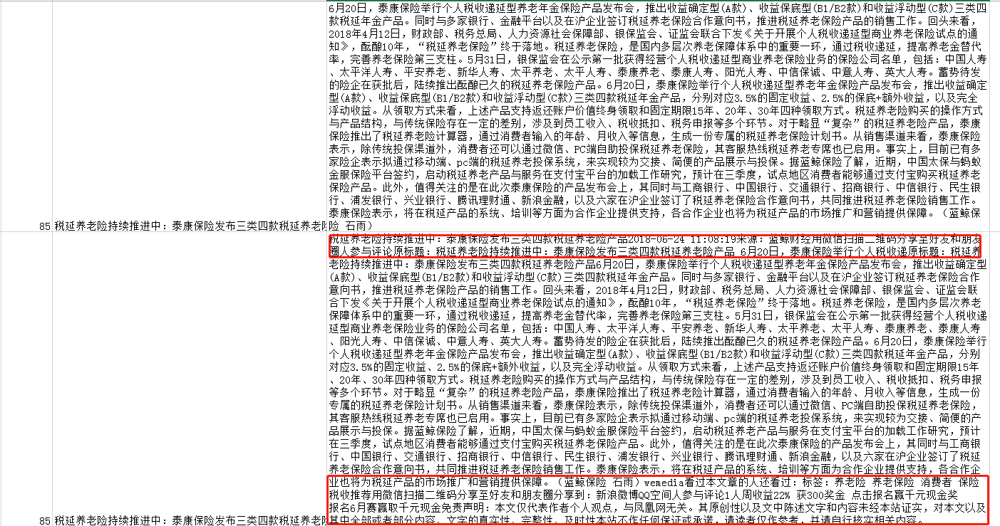 6月20日，泰康保险举行个人税收递延型养老年金保险产品发布会，推出收益确定型(A款)、收益保底型(B1/B2款)和收益浮动型(C款)三类四
款税延年金产品。同时与多家银行、金融平台以及在沪企业签订税延养老保险合作意向书，推进税延养老保险产品的销售工作。回头来看，
2018年4月12日，财政部、税务总局、人力资源社会保障部、银保监会、证监会联合下发《关于开展个人税收递延型商业养老保险试点的通
知》，酝酿10年，“税延养老保险”终于落地。税延养老保险，是国内多层次养老保障体系中的重要一环，通过税收递延，提高养老金替代
率，完善养老保险第三支柱。5月31日，银保监会在公示第一批获得经营个人税收递延型商业养老保险业务的保险公司名单，包括：中国人寿
、太平洋人寿、平安养老、新华人寿、太平养老、太平人寿、泰康养老、泰康人寿、阳光人寿、中信保诚、中意人寿、英大人寿。蓄势待发
的险企在获批后，陆续推出酝酿已久的税延养老保险产品。6月20日，泰康保险举行个人税收递延型养老年金保险产品发布会，推出收益确定
型(A款)、收益保底型(B1/B2款)和收益浮动型(C款)三类四款税延年金产品，分别对应3.5%的固定收益、2.5%的保底+额外收益，以及完全
浮动收益。从领取方式来看，上述产品支持返还账户价值终身领取和固定期限15年、20年、30年四种领取方式。税延养老险购买的操作方式
与产品结构，与传统保险存在一定的差别，涉及到员工收入、税收抵扣、税务申报等多个环节。对于略显“复杂”的税延养老险产品，泰康
保险推出了税延养老险计算器，通过消费者输入的年龄、月收入等信息，生成一份专属的税延养老保险计划书。从销售渠道来看，泰康保险
表示，除传统投保渠道外，消费者还可以通过微信、PC端自助投保税延养老保险，其客服热线税延养老专席也已启用。事实上，目前已有多
家险企表示拟通过移动端、pc端的税延养老投保系统，来实现较为交接、简便的产品展示与投保。据蓝鲸保险了解，近期，中国太保与蚂蚁
金服保险平台签约，启动税延养老产品与服务在支付宝平台的加载工作研究，预计在三季度，试点地区消费者能够通过支付宝购买税延养老
保险产品。此外，值得关注的是在此次泰康保险的产品发布会上，其同时与工商银行、中国银行、交通银行、招商银行、中信银行、民生银
行、浦发银行、兴业银行、腾讯理财通、新浪金融，以及六家在沪企业签订了税延养老保险合作意向书，共同推进税延养老保险销售工作。
泰康保险表示，将在税延产品的系统、培训等方面为合作企业提供支持，各合作企业也将为税延产品的市场推广和营销提供保障。（蓝鲸保
85 税延养老险持续推进中：泰康保险发布三类四款税延养老险 险 石雨）
税延养老险持续推进中：泰康保险发布三类四款税延养老险产品2018-06-24 11:08:19来源：蓝鲸财经用微信扫描二维码分享至好友和朋友
圈人参与评论原标题：税延养老险持续推进中：泰康保险发布三类四款税延养老险产品 6月20日，泰康保险举行个人税收递原标题：税延养
老险持续推进中：泰康保险发布三类四款税延养老险产品6月20日，泰康保险举行个人税收递延型养老年金保险产品发布会，推出收益确定型
(A款)、收益保底型(B1/B2款)和收益浮动型(C款)三类四款税延年金产品。同时与多家银行、金融平台以及在沪企业签订税延养老保险合作
意向书，推进税延养老保险产品的销售工作。回头来看，2018年4月12日，财政部、税务总局、人力资源社会保障部、银保监会、证监会联
合下发《关于开展个人税收递延型商业养老保险试点的通知》，酝酿10年，“税延养老保险”终于落地。税延养老保险，是国内多层次养老
保障体系中的重要一环，通过税收递延，提高养老金替代率，完善养老保险第三支柱。5月31日，银保监会在公示第一批获得经营个人税收递
延型商业养老保险业务的保险公司名单，包括：中国人寿、太平洋人寿、平安养老、新华人寿、太平养老、太平人寿、泰康养老、泰康人寿
、阳光人寿、中信保诚、中意人寿、英大人寿。蓄势待发的险企在获批后，陆续推出酝酿已久的税延养老保险产品。6月20日，泰康保险举行
个人税收递延型养老年金保险产品发布会，推出收益确定型(A款)、收益保底型(B1/B2款)和收益浮动型(C款)三类四款税延年金产品，分别
对应3.5%的固定收益、2.5%的保底+额外收益，以及完全浮动收益。从领取方式来看，上述产品支持返还账户价值终身领取和固定期限15年
、20年、30年四种领取方式。税延养老险购买的操作方式与产品结构，与传统保险存在一定的差别，涉及到员工收入、税收抵扣、税务申报
等多个环节。对于略显“复杂”的税延养老险产品，泰康保险推出了税延养老险计算器，通过消费者输入的年龄、月收入等信息，生成一份
专属的税延养老保险计划书。从销售渠道来看，泰康保险表示，除传统投保渠道外，消费者还可以通过微信、PC端自助投保税延养老保险，
其客服热线税延养老专席也已启用。事实上，目前已有多家险企表示拟通过移动端、pc端的税延养老投保系统，来实现较为交接、简便的产
品展示与投保。据蓝鲸保险了解，近期，中国太保与蚂蚁金服保险平台签约，启动税延养老产品与服务在支付宝平台的加载工作研究，预计
在三季度，试点地区消费者能够通过支付宝购买税延养老保险产品。此外，值得关注的是在此次泰康保险的产品发布会上，其同时与工商银
行、中国银行、交通银行、招商银行、中信银行、民生银行、浦发银行、兴业银行、腾讯理财通、新浪金融，以及六家在沪企业签订了税延
养老保险合作意向书，共同推进税延养老保险销售工作。泰康保险表示，将在税延产品的系统、培训等方面为合作企业提供支持，各合作企
业也将为税延产品的市场推广和营销提供保障。（蓝鲸保险 石雨）wemedia看过本文章的人还看过：标签：养老险 养老保险 消费者 保险
税收推荐用微信扫描二维码分享至好友和朋友圈分享到：新浪微博QQ空间人参与评论1人周收益22% 获300奖金 点击报名赢千元现金奖
报名6月赛赢取千元现金免责声明：本文仅代表作者个人观点，与凤凰网无关。其原创性以及文中陈述文字和内容未经本站证实，对本文以及
85 税延养老险持续推进中：泰康保险发布三类四款税延养老险 其中全部或者部分内容、文字的真实性、完整性、及时性本站不作任何保证或承诺，请读者仅作参考，并请自行核实相关内容。